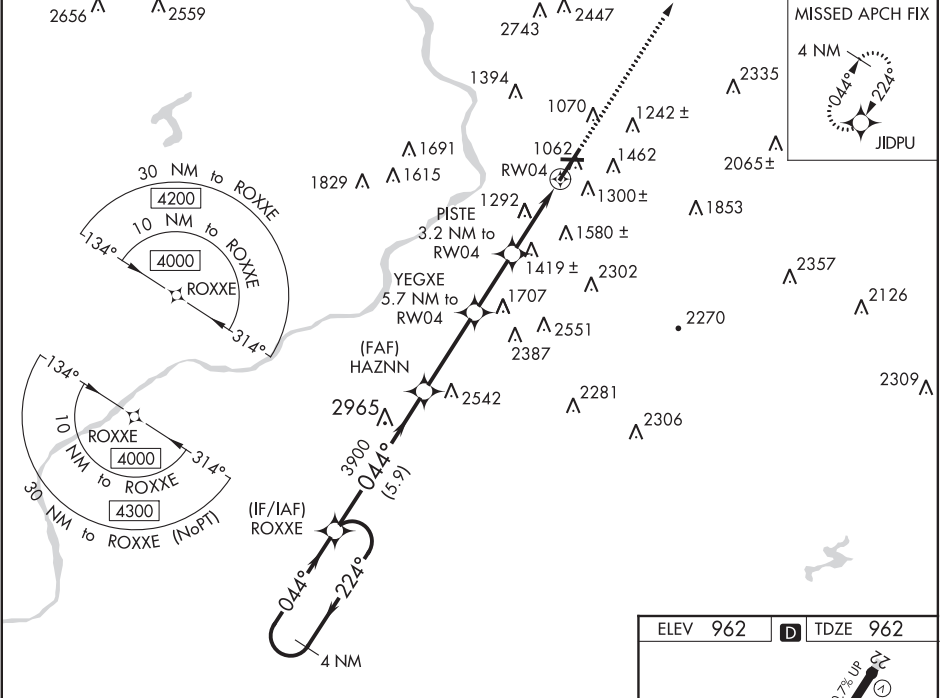 2656
2559
2743
2447
MISSED APCH FIX
4 NM
044°
224°
JIDPU
1394
2335
1070
1242 ±
1062
1462
2065±
RW04
1691
1615
1829
1300±
1292
1853
PISTE
3.2 NM to
RW04
1580 ±
1419 ±
30 NM to ROXXE
4200
10 NM to ROXXE
4000
134°
ROXXE
314°
YEGXE
5.7 NM to
RW04
2302
2357
1707
2126
2551
2270
2387
(FAF)
HAZNN
2542
2309
2281
2965
2306
134°
ROXXE
314°
4000
10 NM to ROXXE
4300
30 NM to ROXXE (NoPT)
3900
044°
(5.9)
(IF/IAF)
ROXXE
044°
224°
4 NM
ELEV 962
D
TDZE 962
0.7% UP
22
V